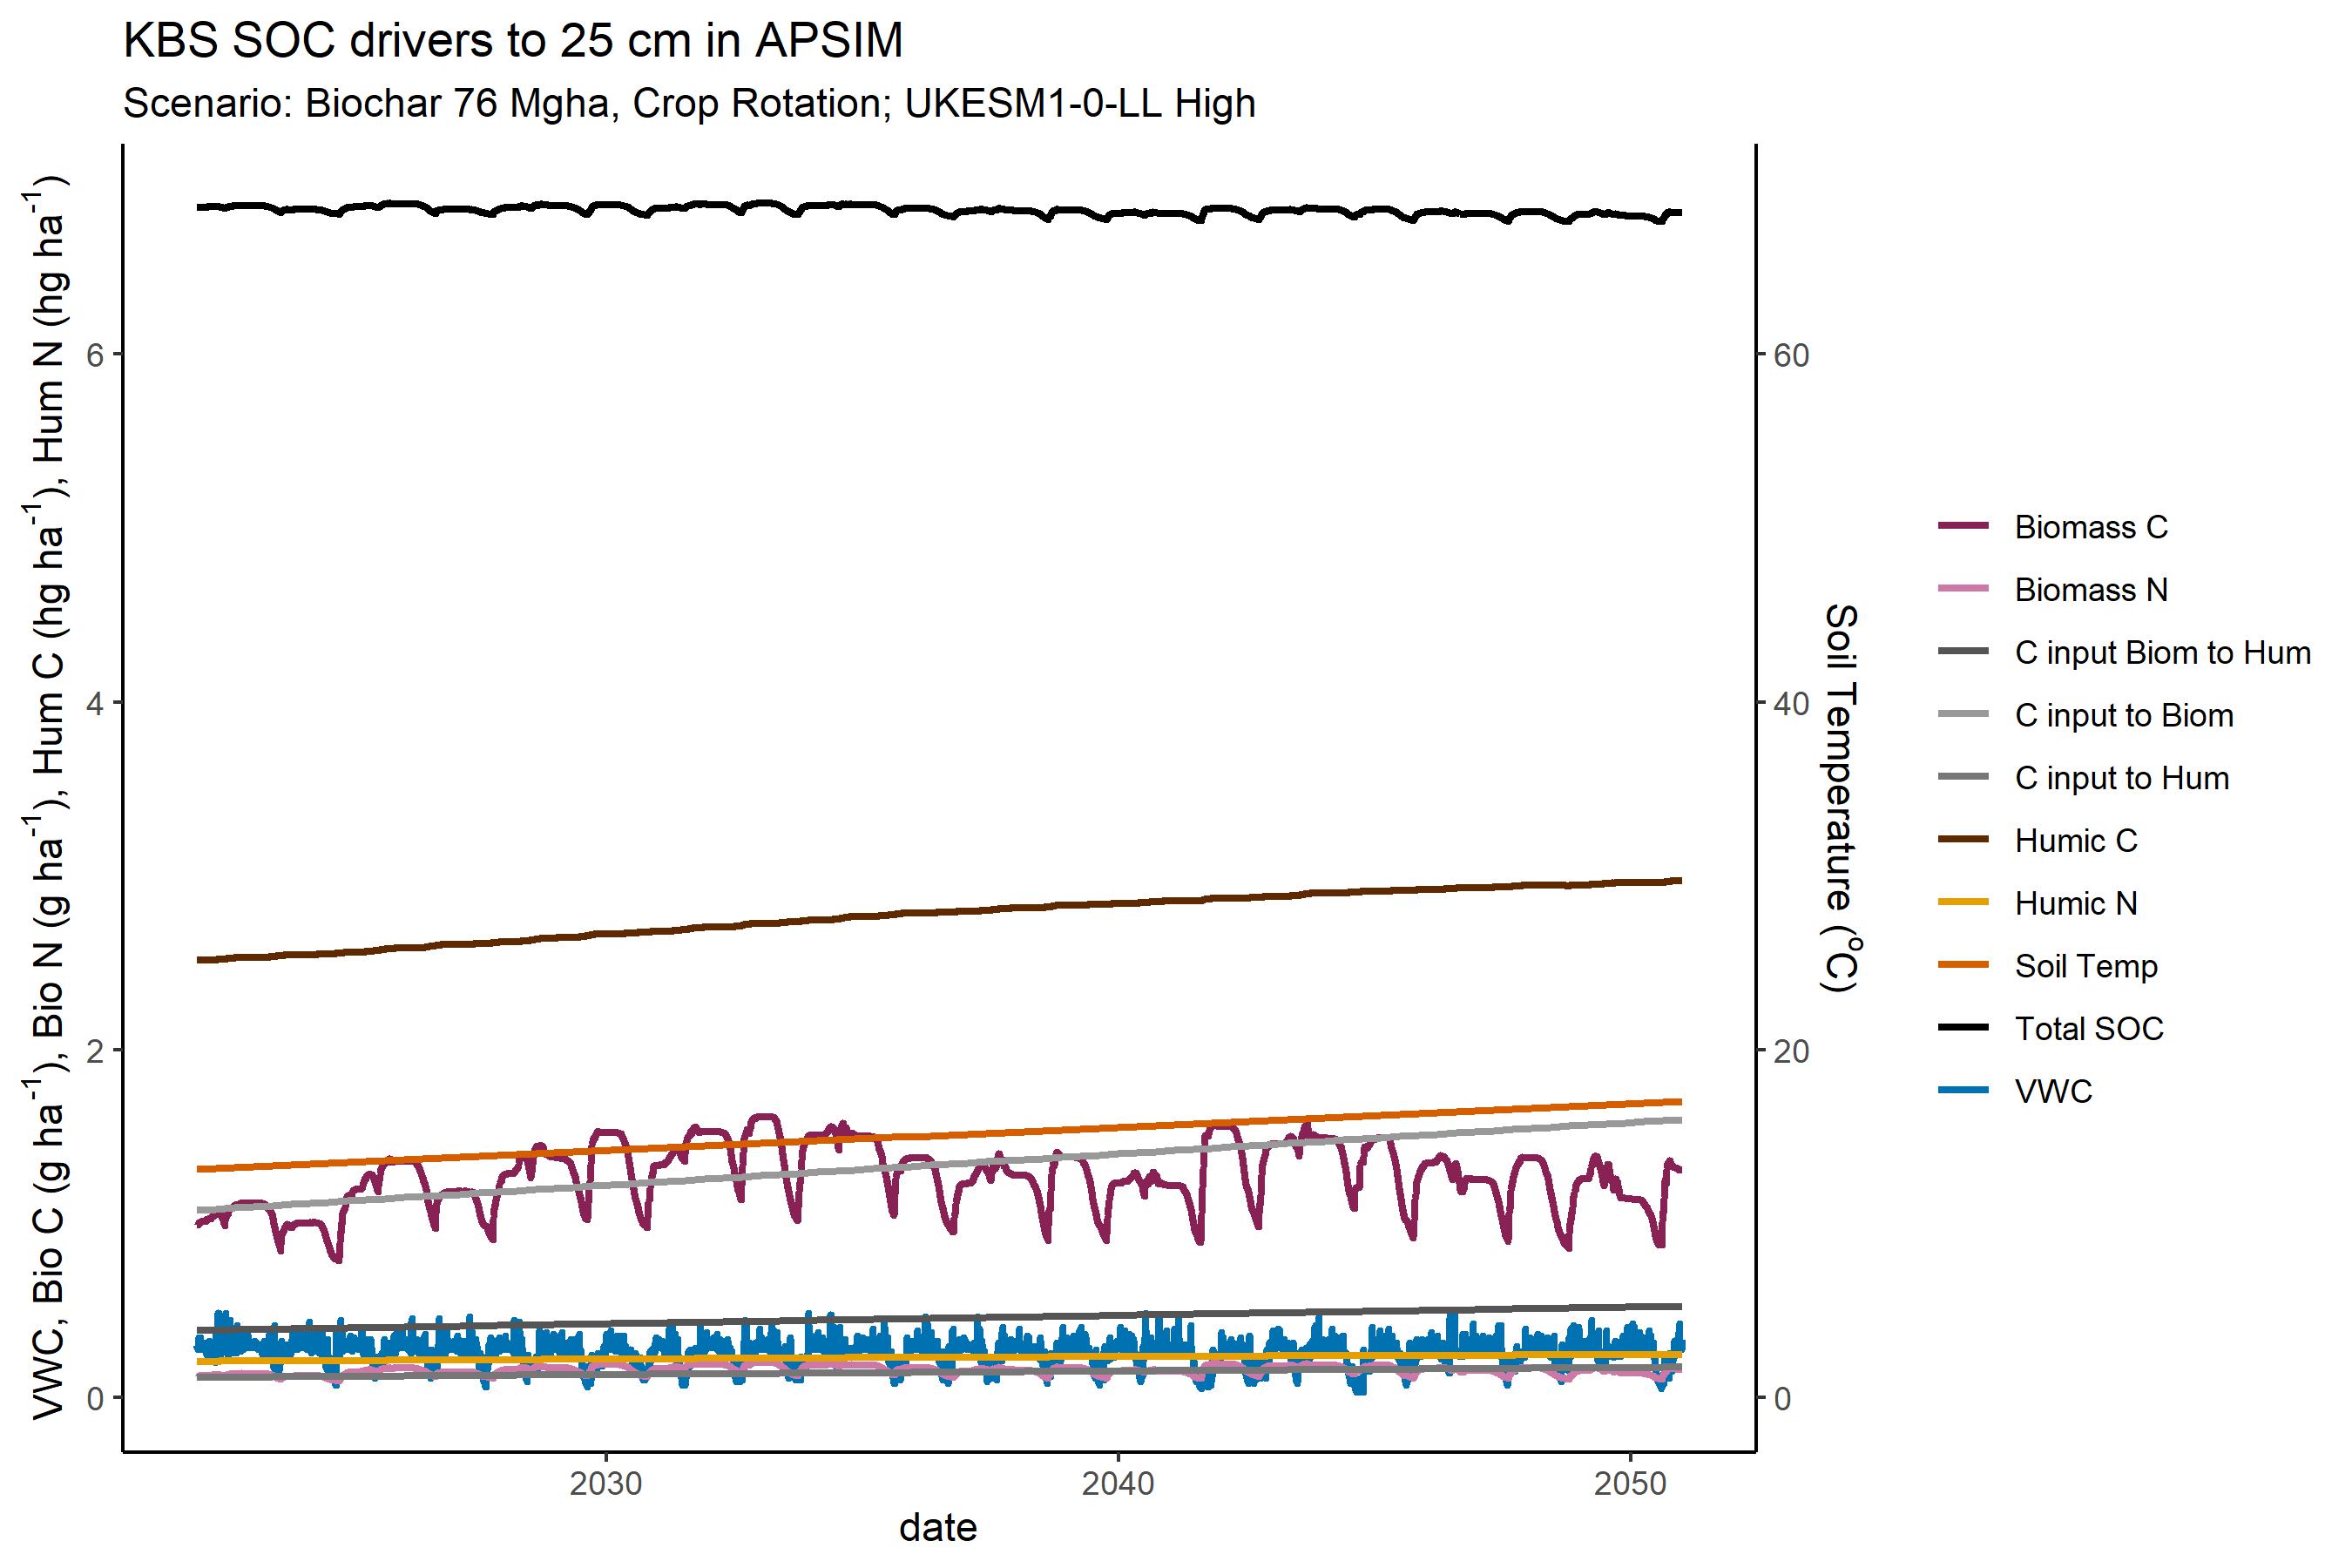 KBS SOC drivers to 25 cm in APSIM
Scenario: Biochar 76 Mgha, Crop Rotation; UKESM1-0-LL High
VWC, Bio C (g ha⁻¹), Bio N (g ha⁻¹), Hum C (hg ha⁻¹), Hum N (hg ha⁻¹)
6
4
2
0
60
40
20
0
Soil Temperature (ᵒC)
2030
2040
2050
date
Biomass C
Biomass N
C input Biom to Hum
C input to Biom
C input to Hum
Humic C
Humic N
Soil Temp
Total SOC
VWC